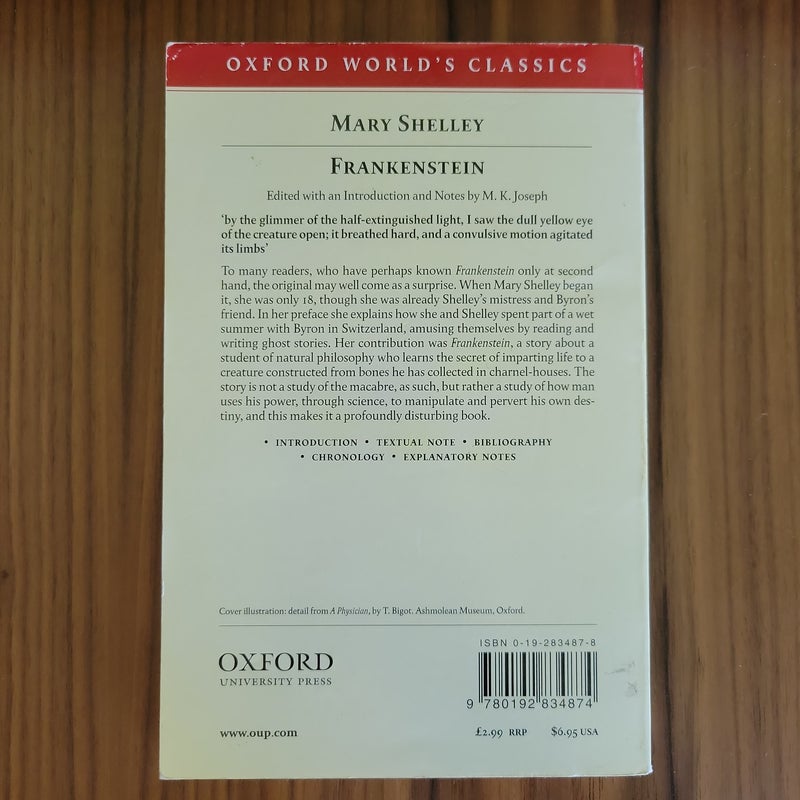 OXFORD WORLD'S CLASSICS
MARY SHELLEY
FRANKENSTEIN
Edited with an Introduction and Notes by M. K. Joseph
'by the glimmer of the half-extinguished light, I saw the dull yellow eye
of the creature open; it breathed hard, and a convulsive motion agitated
its limbs'
To many readers, who have perhaps known Frankenstein only at second
hand, the original may well come as a surprise. When Mary Shelley began
it, she was only 18, though she was already Shelley's mistress and Byron's
friend. In her preface she explains how she and Shelley spent part of a wet
summer with Byron in Switzerland, amusing themselves by reading and
writing ghost stories. Her contribution was Frankenstein, a story about a
student of natural philosophy who learns the secret of imparting life to a
creature constructed from bones he has collected in charnel-houses. The
story is not a study of the macabre, as such, but rather a study of how man
uses his power, through science, to manipulate and pervert his own des-
tiny, and this makes it a profoundly disturbing book.
• INTRODUCTION • TEXTUAL NOTE • BIBLIOGRAPHY
• CHRONOLOGY • EXPLANATORY NOTES
Cover illustration: detail from A Physician, by T. Bigot. Ashmolean Museum, Oxford.
ISBN 0-19-283487-8
OXFORD
UNIVERSITY PRESS
9 780192 834874
www.oup.com
£2.99 RRP $6.95 USA